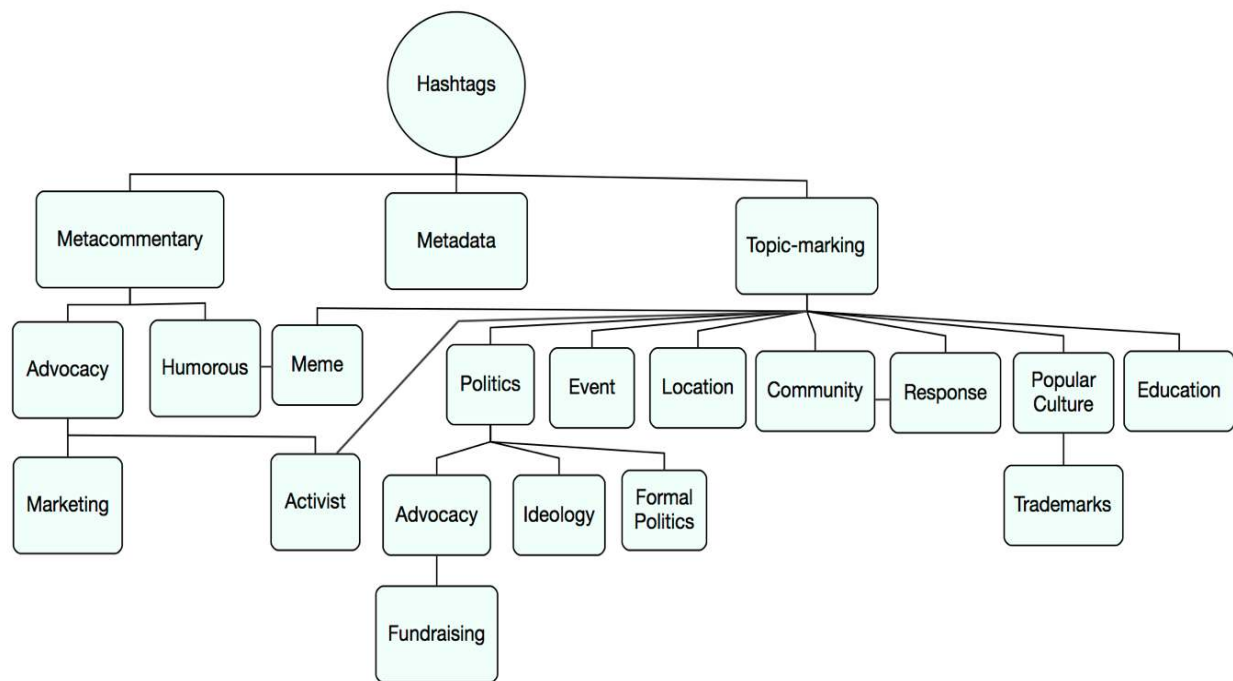 Hashtags
Metacommentary
Metadata
Topic-marking
Advocacy
Humorous
Meme
Politics
Event
Location
Community
Response
Popular
Culture
Education
Marketing
Activist
Advocacy
Ideology
Formal
Politics
Trademarks
Fundraising